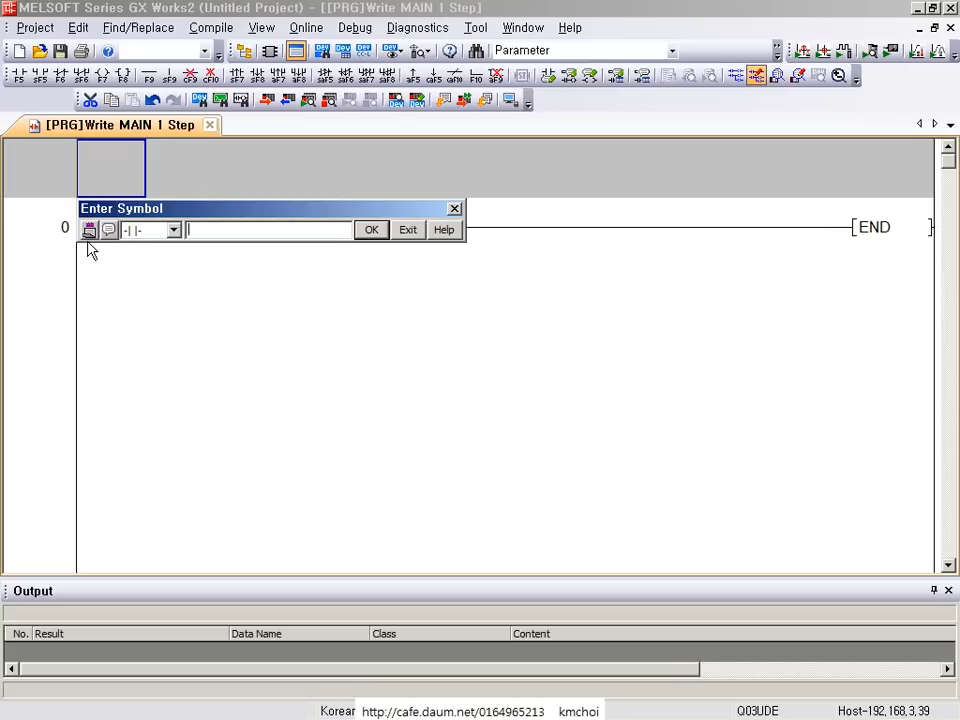 MELSOFT Series GX Works2 (Untitled Project) - [[PRG]Write MAIN 1 Step]
Project Edit Find/Replace Compile View Online Debug Diagnostics Tool Window Help
Parameter
[PRG]Write MAIN 1 Step
Enter Symbol
OK Exit Help
0
END
Output
No. Result Data Name Class Content
Korean http://cafe.daum.net/0164965213 kmchoi Q03UDE Host-192,168,3,39